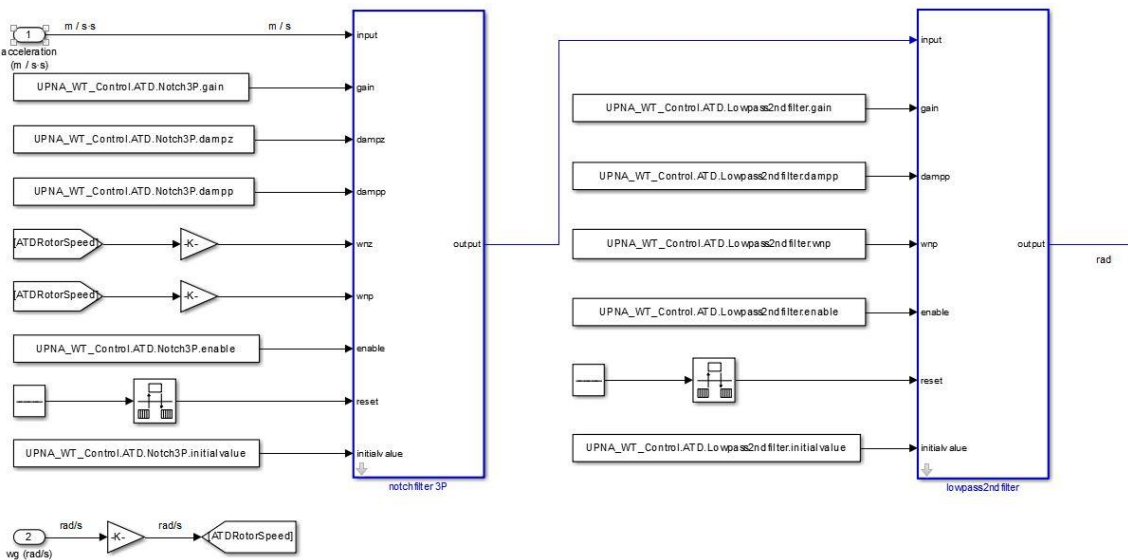 m / s·s
m / s
1
acceleration
(m / s·s)
input
UPNA_WT_Control.ATD.Notch3P.gain
gain
UPNA_WT_Control.ATD.Notch3P.dampz
dampz
UPNA_WT_Control.ATD.Notch3P.dampp
dampp
[ATDRotorSpeed]
-K-
wnz
output
[ATDRotorSpeed]
-K-
wnp
UPNA_WT_Control.ATD.Notch3P.enable
enable
reset
UPNA_WT_Control.ATD.Notch3P.initialvalue
initialvalue
notchfilter 3P
input
UPNA_WT_Control.ATD.Lowpass2ndfilter.gain
gain
UPNA_WT_Control.ATD.Lowpass2ndfilter.dampp
dampp
UPNA_WT_Control.ATD.Lowpass2ndfilter.wnp
wnp
output
rad
UPNA_WT_Control.ATD.Lowpass2ndfilter.enable
enable
reset
UPNA_WT_Control.ATD.Lowpass2ndfilter.initialvalue
initialvalue
lowpass2ndfilter
2
wg (rad/s)
rad/s
-K-
rad/s
[ATDRotorSpeed]